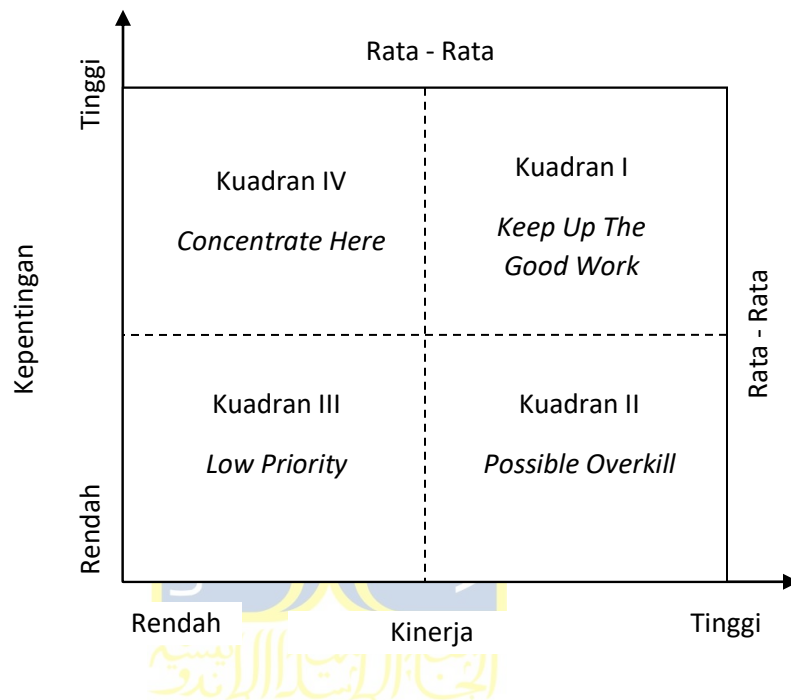 Rata - Rata
Tinggi
Kuadran IV
Concentrate Here
Kuadran I
Keep Up The
Good Work
Kepentingan
Rata - Rata
Kuadran III
Low Priority
Kuadran II
Possible Overkill
Rendah
Rendah
Kinerja
Tinggi